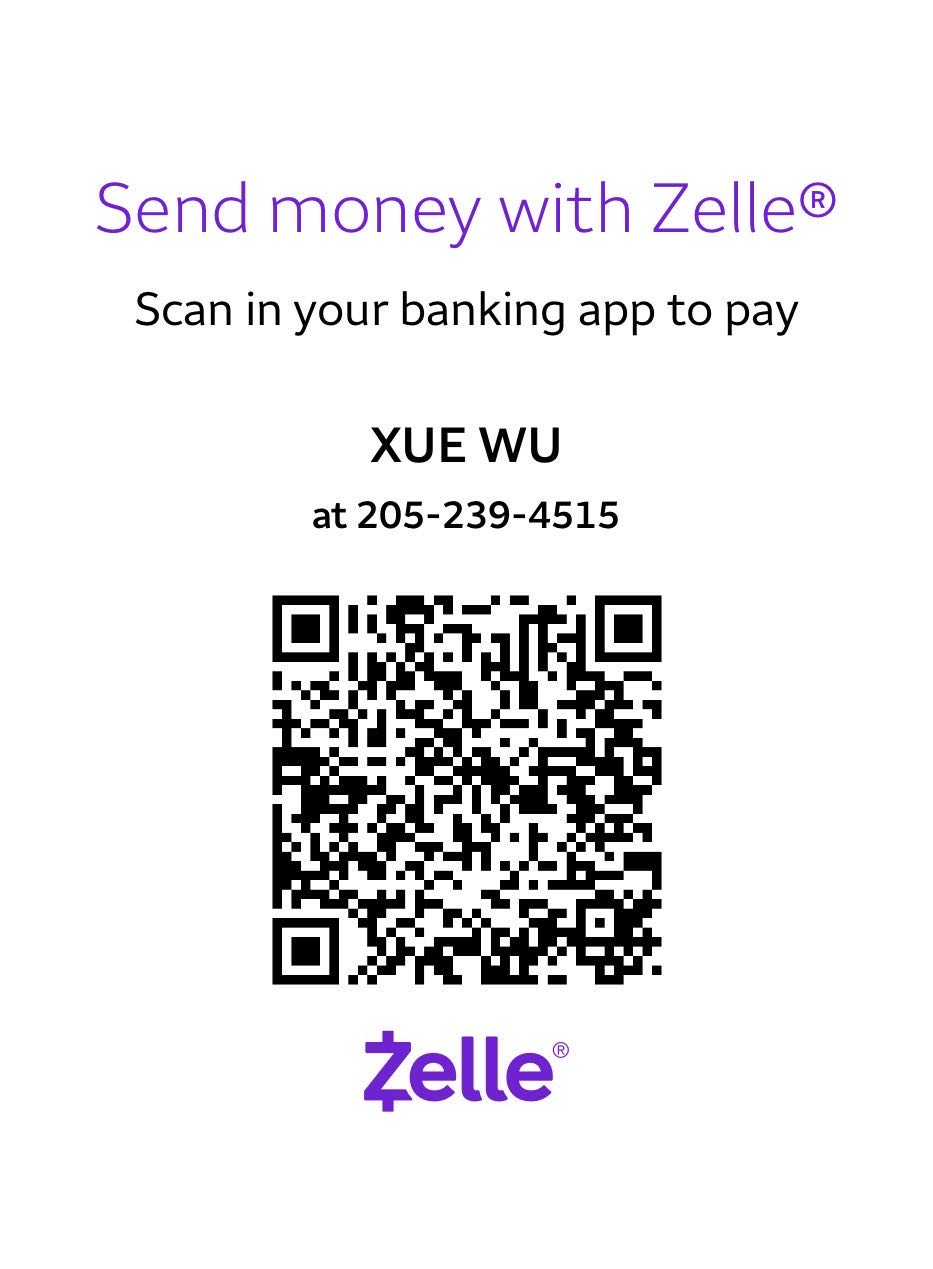 Send money with Zelle®
Scan in your banking app to pay
XUE WU
at 205-239-4515
Zelle®